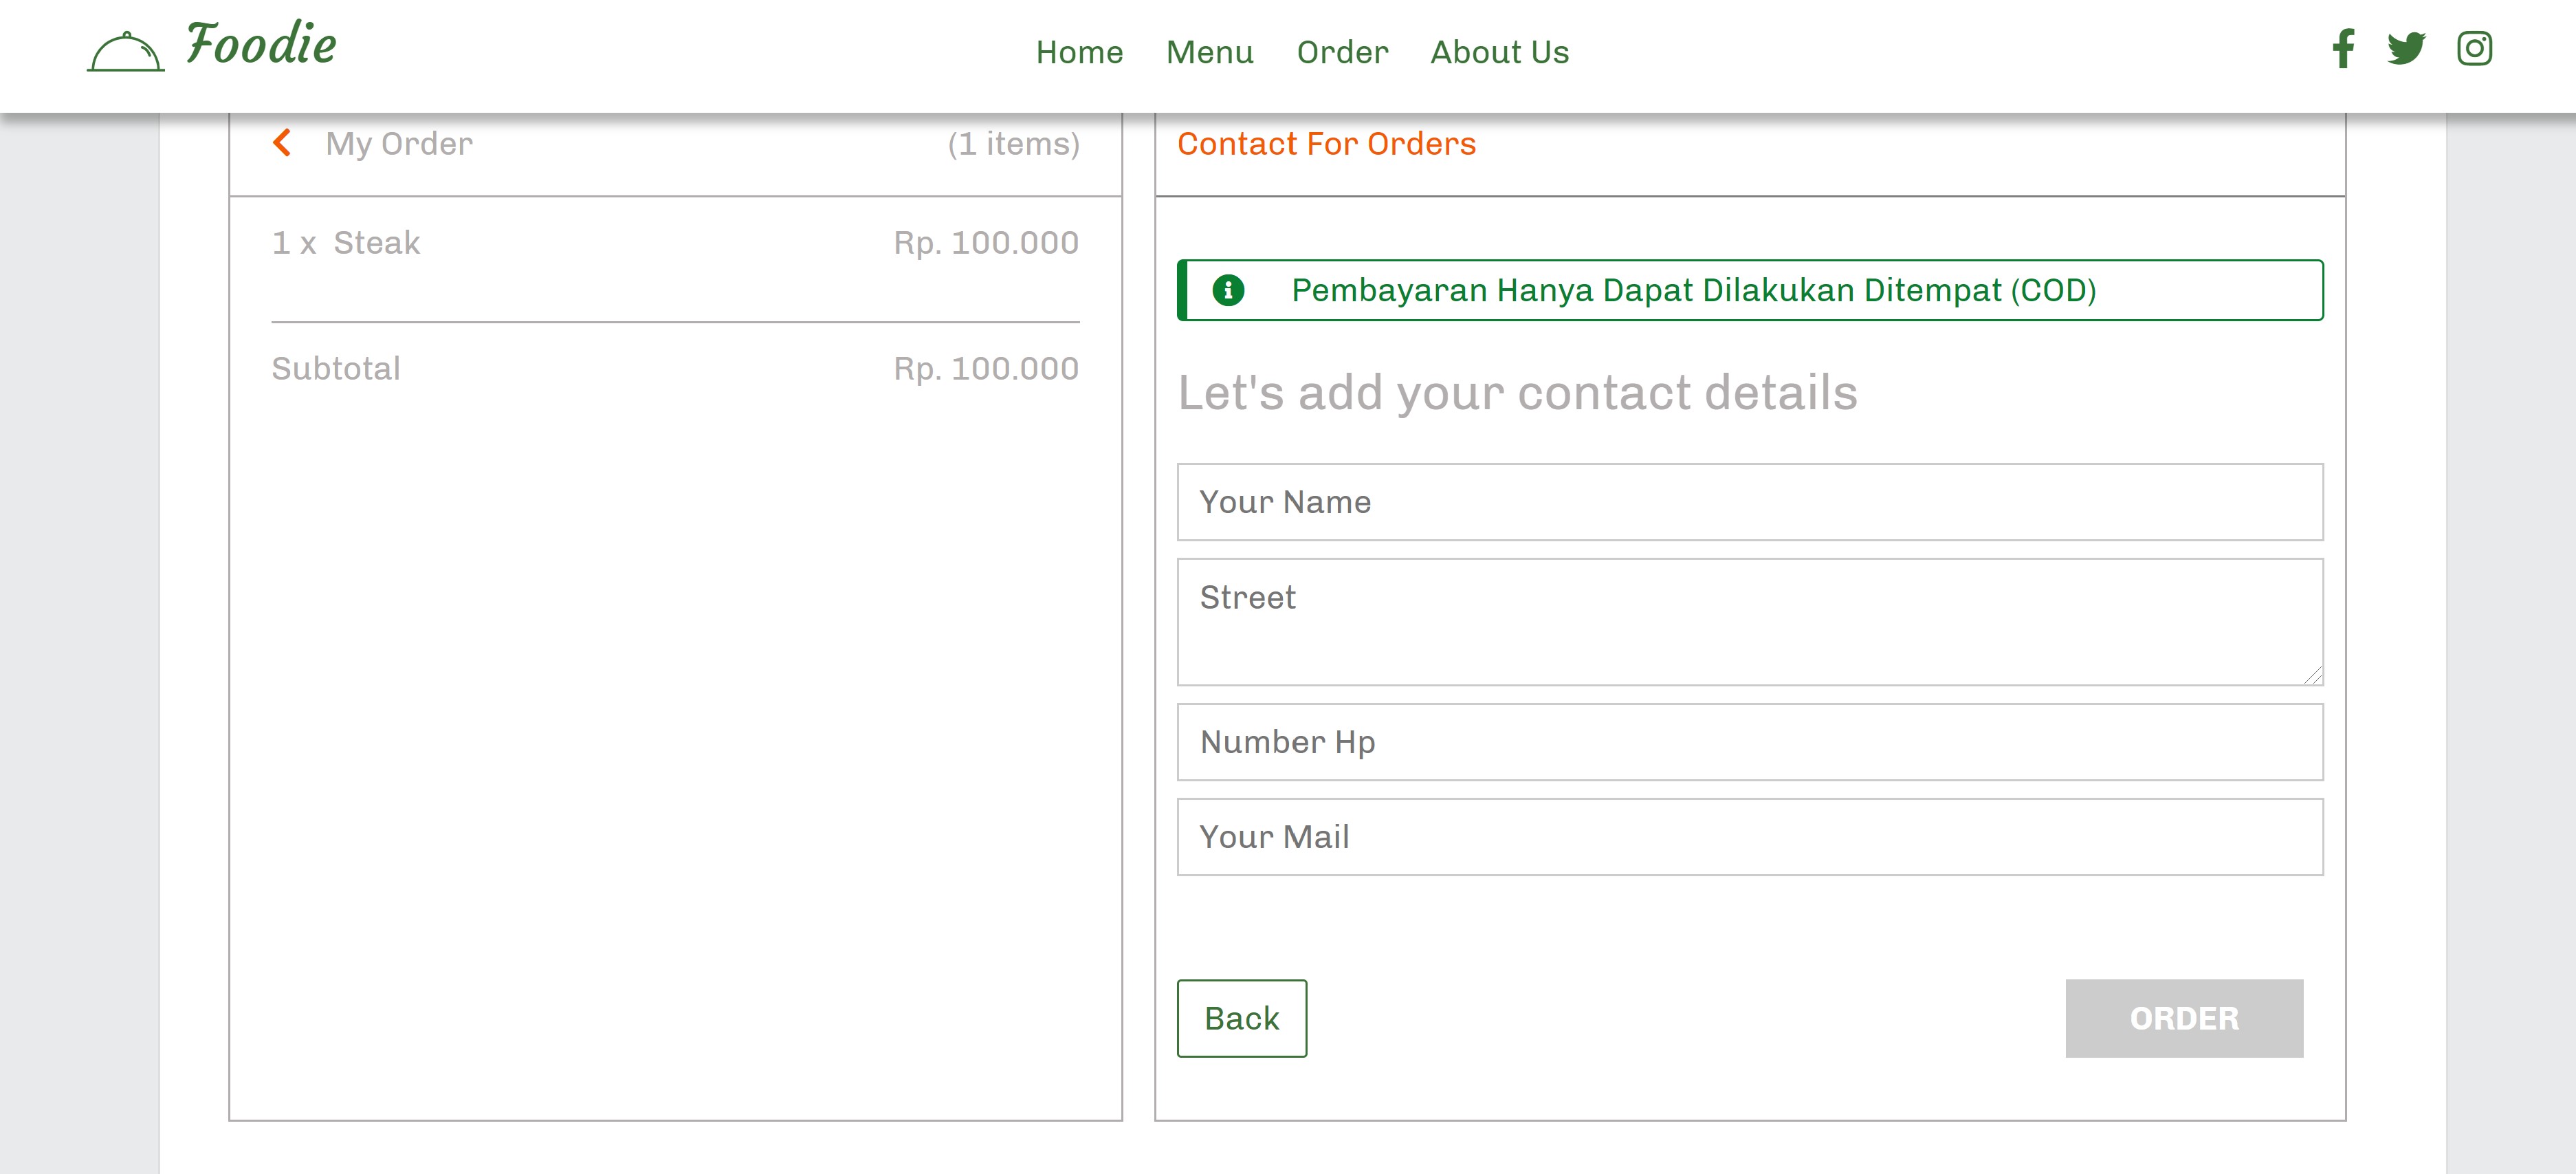 Foodie
Home Menu Order About Us
My Order (1 items)
1 x Steak Rp. 100.000
Subtotal Rp. 100.000
Contact For Orders
Pembayaran Hanya Dapat Dilakukan Ditempat (COD)
Let's add your contact details
Your Name
Street
Number Hp
Your Mail
Back ORDER